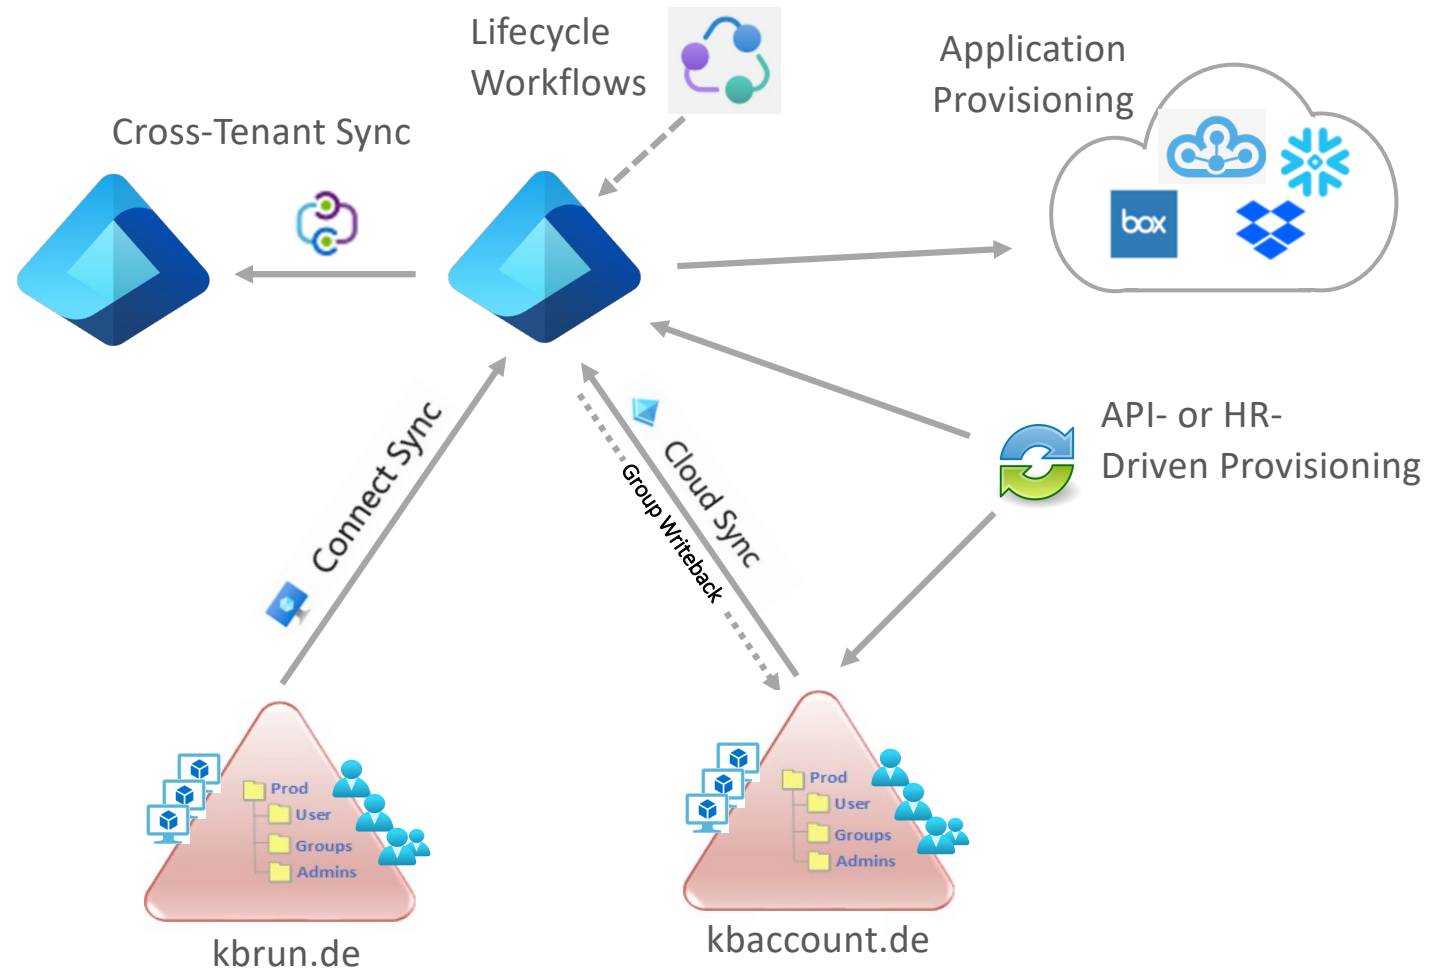 Lifecycle
Workflows
Application
Provisioning
Cross-Tenant Sync
box
API- or HR-
Driven Provisioning
Connect Sync
Cloud Sync
Group Writeback
Prod
User
Groups
Admins
kbrun.de
Prod
User
Groups
Admins
kbaccount.de